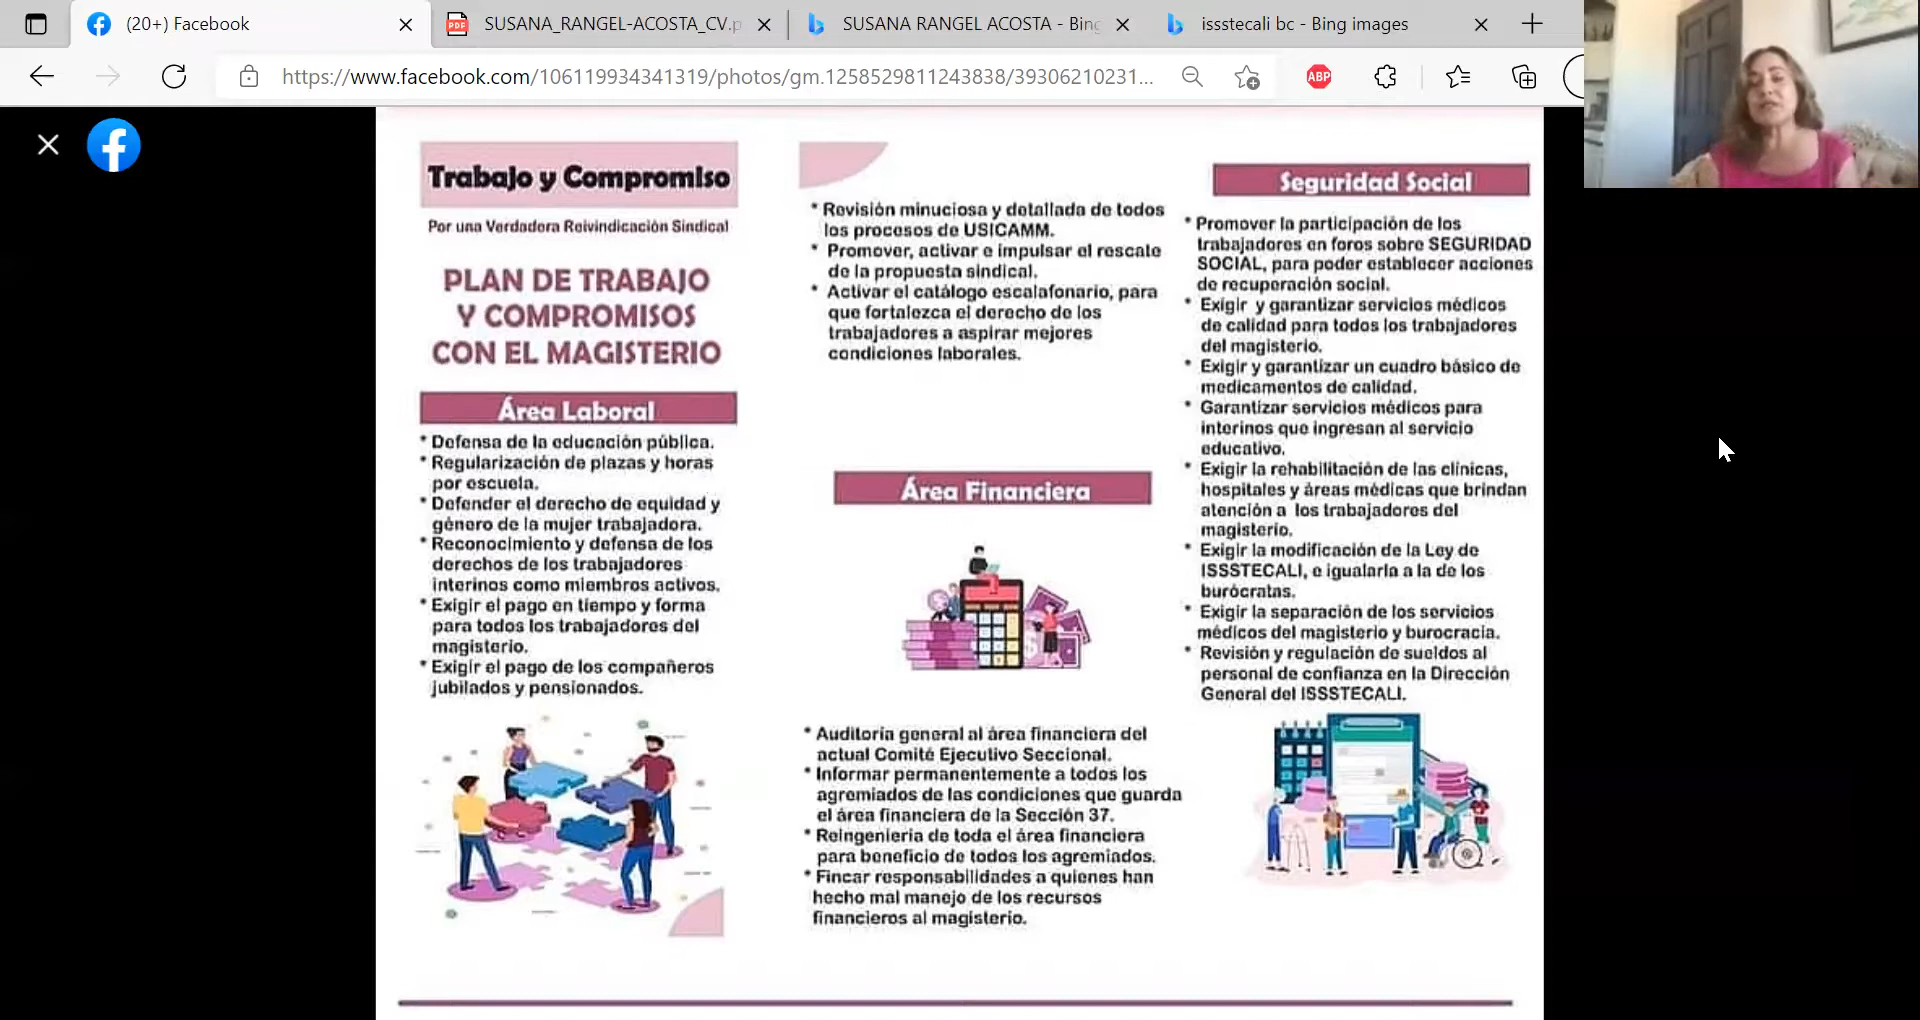 (20+) Facebook
SUSANA_RANGEL-ACOSTA_CV.p
SUSANA RANGEL ACOSTA - Bing
issstecali bc - Bing images
https://www.facebook.com/106119934341319/photos/gm.1258529811243838/39306210231...
ABP
Trabajo y Compromiso
Por una Verdadera Reivindicación Sindical
PLAN DE TRABAJO
Y COMPROMISOS
CON EL MAGISTERIO
Área Laboral
* Defensa de la educación pública.
* Regularización de plazas y horas
por escuela.
* Defender el derecho de equidad y
género de la mujer trabajadora.
* Reconocimiento y defensa de los
derechos de los trabajadores
interinos como miembros activos.
* Exigir el pago en tiempo y forma
para todos los trabajadores del
magisterio.
* Exigir el pago de los compañeros
jubilados y pensionados.
* Revisión minuciosa y detallada de todos
los procesos de USICAMM.
* Promover, activar e impulsar el rescate
de la propuesta sindical.
* Activar el catálogo escalafonario, para
que fortalezca el derecho de los
trabajadores a aspirar mejores
condiciones laborales.
Área Financiera
* Auditoria general al área financiera del
actual Comité Ejecutivo Seccional.
* Informar permanentemente a todos los
agremiados de las condiciones que guarda
el área financiera de la Sección 37.
* Reingeniería de toda el área financiera
para beneficio de todos los agremiados.
* Fincar responsabilidades a quienes han
hecho mal manejo de los recursos
financieros al magisterio.
Seguridad Social
* Promover la participación de los
trabajadores en foros sobre SEGURIDAD
SOCIAL, para poder establecer acciones
de recuperación social.
* Exigir y garantizar servicios médicos
de calidad para todos los trabajadores
del magisterio.
* Exigir y garantizar un cuadro básico de
medicamentos de calidad.
* Garantizar servicios médicos para
interinos que ingresan al servicio
educativo.
* Exigir la rehabilitación de las clínicas,
hospitales y áreas médicas que brindan
atención a los trabajadores del
magisterio.
* Exigir la modificación de la Ley de
ISSSTECALI, e igualarla a la de los
burócratas.
* Exigir la separación de los servicios
médicos del magisterio y burocracia.
* Revisión y regulación de sueldos al
personal de confianza en la Dirección
General del ISSSTECALI.